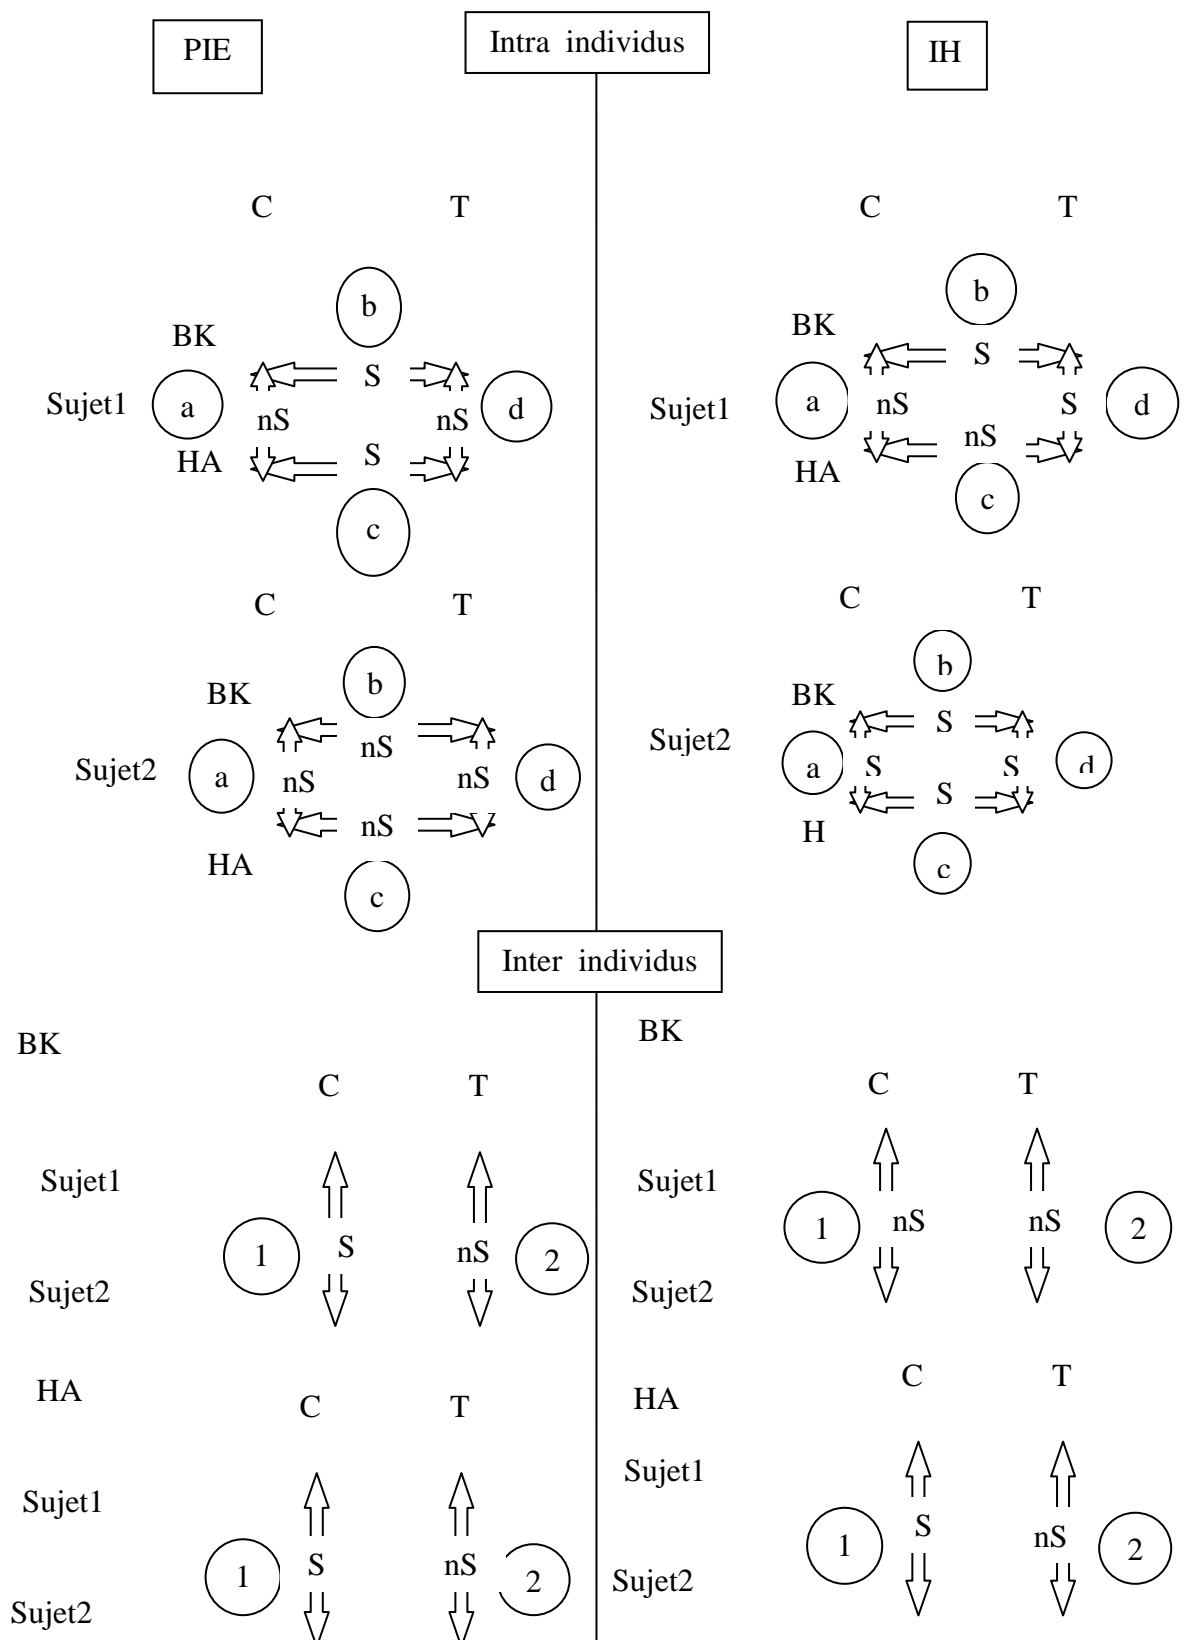 PIE
Intra individus
IH
C T
b
BK
S
Sujet1 a nS nS d
HA
S
c
C T
b
BK
nS
Sujet2 a nS nS d
nS
HA
c
C T
b
BK
S
Sujet1 a nS S d
nS
HA
c
C T
b
BK
S
Sujet2 a S S d
S
H
c
Inter individus
BK
C T
Sujet1
1 S nS 2
Sujet2
HA
C T
Sujet1
1 S nS 2
Sujet2
BK
C T
Sujet1
1 nS nS 2
Sujet2
HA
C T
Sujet1
1 S nS 2
Sujet2